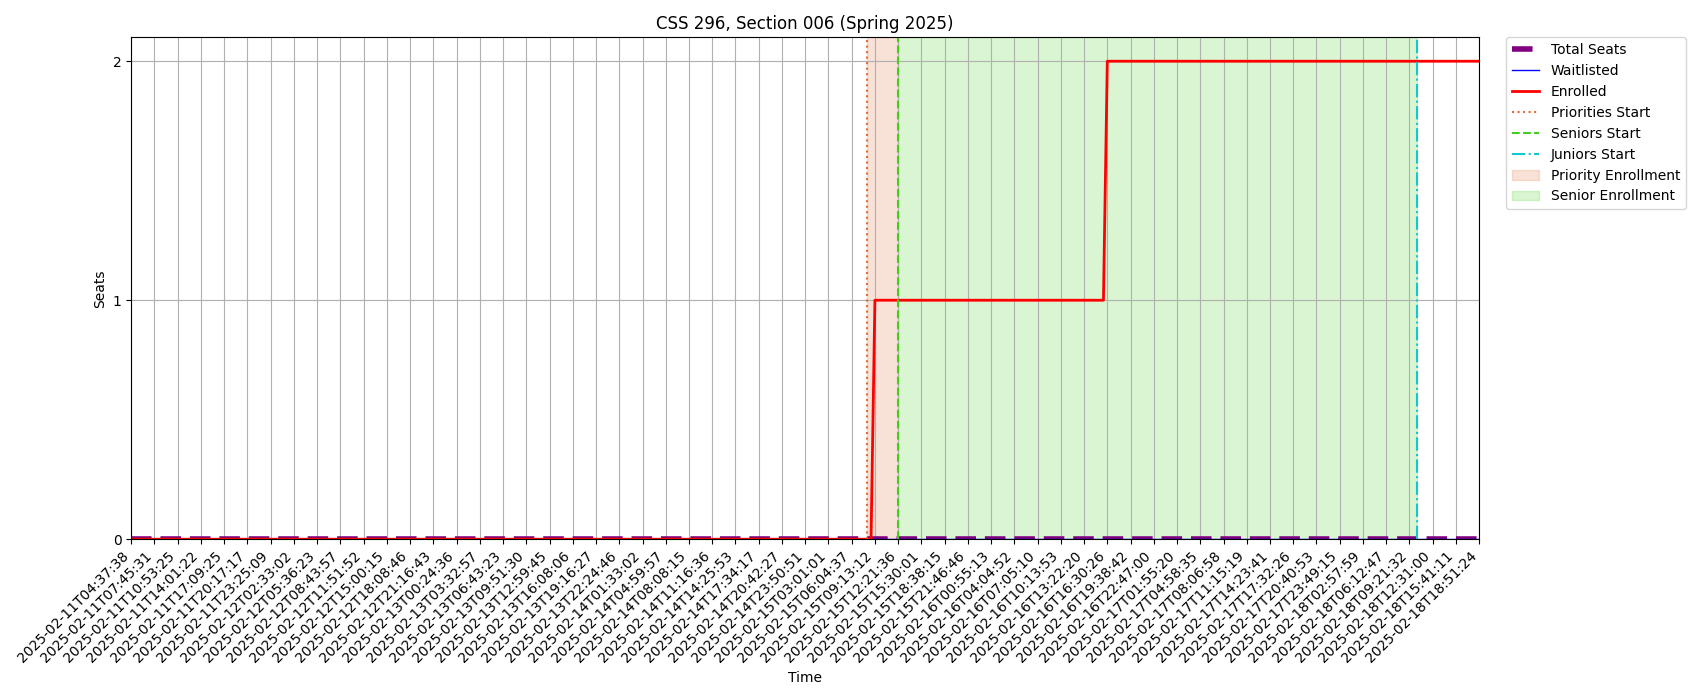 CSS 296, Section 006 (Spring 2025)
Seats
2
1
0
Total Seats
Waitlisted
Enrolled
Priorities Start
Seniors Start
Juniors Start
Priority Enrollment
Senior Enrollment
2025-02-11T04:37:38
2025-02-11T07:45:31
2025-02-11T10:53:25
2025-02-11T14:01:22
2025-02-11T17:09:25
2025-02-11T20:17:17
2025-02-11T23:25:09
2025-02-12T02:33:02
2025-02-12T05:36:23
2025-02-12T08:43:57
2025-02-12T11:51:52
2025-02-12T15:00:15
2025-02-12T18:08:46
2025-02-12T21:16:43
2025-02-13T00:24:36
2025-02-13T03:32:57
2025-02-13T06:43:23
2025-02-13T09:51:30
2025-02-13T12:59:45
2025-02-13T16:08:06
2025-02-13T19:16:27
2025-02-13T22:24:46
2025-02-14T01:33:02
2025-02-14T04:59:57
2025-02-14T08:08:15
2025-02-14T11:16:36
2025-02-14T14:25:53
2025-02-14T17:34:17
2025-02-14T20:42:27
2025-02-14T23:50:51
2025-02-15T03:01:01
2025-02-15T06:04:37
2025-02-15T09:13:12
2025-02-15T12:21:36
2025-02-15T15:30:01
2025-02-15T18:38:15
2025-02-15T21:46:46
2025-02-16T00:55:13
2025-02-16T04:04:52
2025-02-16T07:05:10
2025-02-16T10:13:53
2025-02-16T13:22:20
2025-02-16T16:30:26
2025-02-16T19:38:42
2025-02-16T22:47:00
2025-02-17T01:55:20
2025-02-17T04:58:35
2025-02-17T08:06:58
2025-02-17T11:15:19
2025-02-17T14:23:41
2025-02-17T17:32:26
2025-02-17T20:40:53
2025-02-17T23:49:15
2025-02-18T02:57:59
2025-02-18T06:12:47
2025-02-18T09:21:32
2025-02-18T12:31:00
2025-02-18T15:41:11
2025-02-18T18:51:24
Time